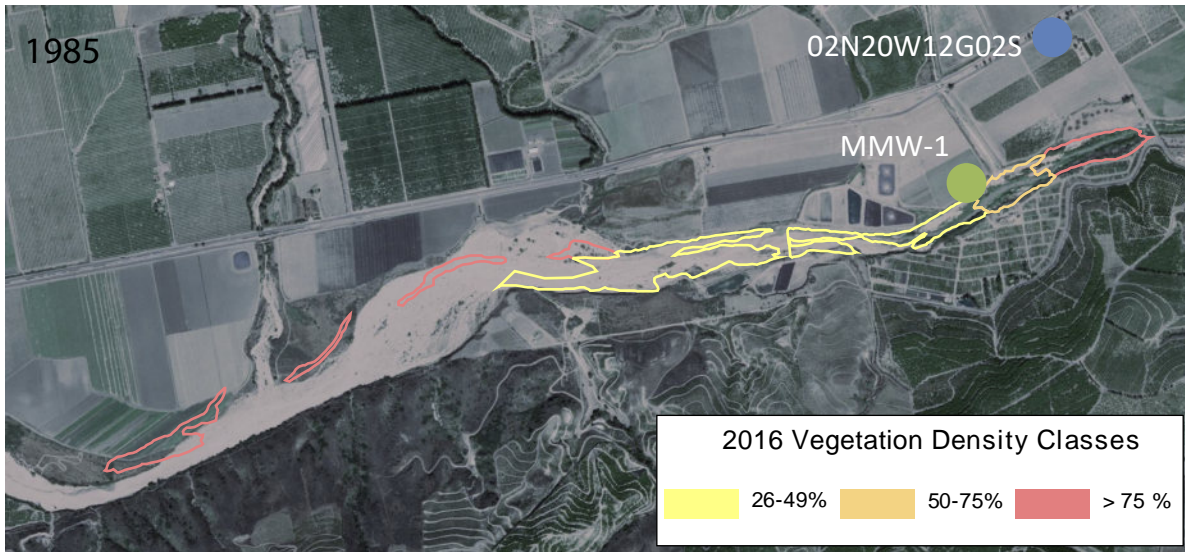 1985
02N20W12G02S
MMW-1
2016 Vegetation Density Classes
26-49% 50-75% > 75 %